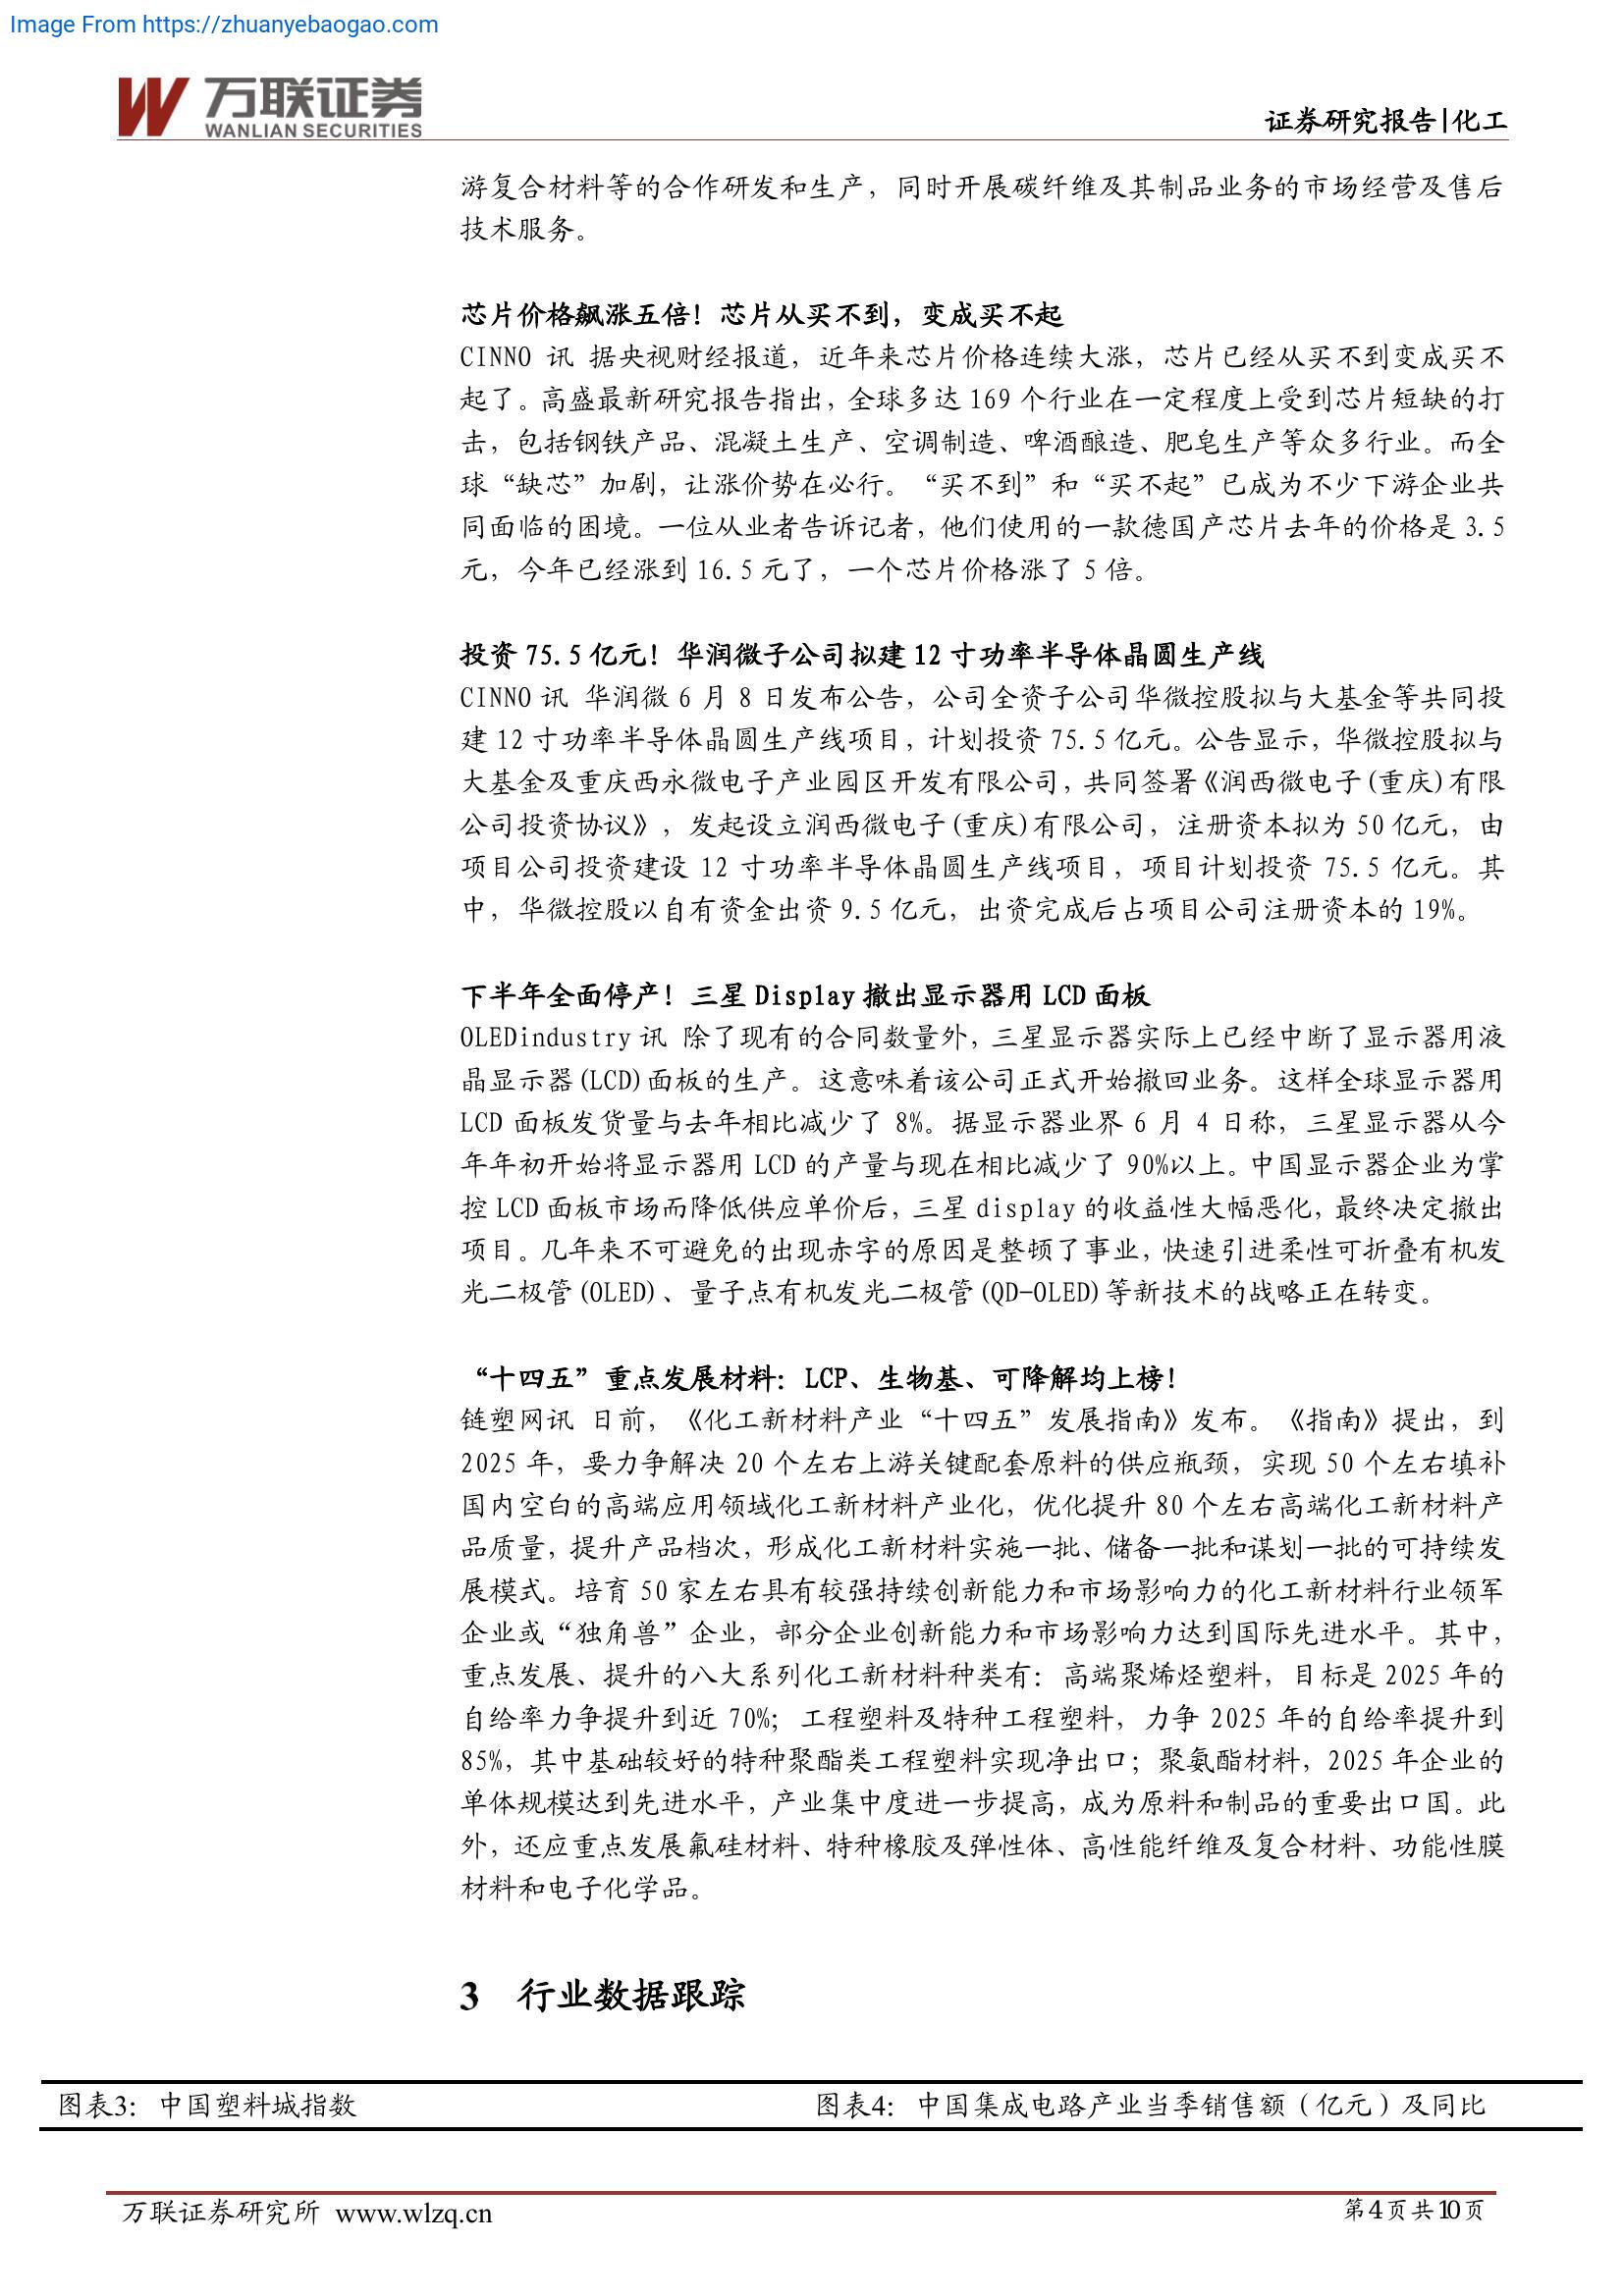 Image From https://zhuanyebaogao.com
万联证券
WANLIAN SECURITIES
证券研究报告|化工
游复合材料等的合作研发和生产，同时开展碳纤维及其制品业务的市场经营及售后
技术服务。
芯片价格飙涨五倍！芯片从买不到，变成买不起
CINNO 讯 据央视财经报道，近年来芯片价格连续大涨，芯片已经从买不到变成买不
起了。高盛最新研究报告指出，全球多达 169 个行业在一定程度上受到芯片短缺的打
击，包括钢铁产品、混凝土生产、空调制造、啤酒酿造、肥皂生产等众多行业。而全
球“缺芯”加剧，让涨价势在必行。“买不到”和“买不起”已成为不少下游企业共
同面临的困境。一位从业者告诉记者，他们使用的一款德国产芯片去年的价格是 3.5
元，今年已经涨到 16.5 元了，一个芯片价格涨了 5 倍。
投资 75.5 亿元！华润微子公司拟建 12 寸功率半导体晶圆生产线
CINNO 讯 华润微 6 月 8 日发布公告，公司全资子公司华微控股拟与大基金等共同投
建 12 寸功率半导体晶圆生产线项目，计划投资 75.5 亿元。公告显示，华微控股拟与
大基金及重庆西永微电子产业园区开发有限公司，共同签署《润西微电子(重庆)有限
公司投资协议》，发起设立润西微电子(重庆)有限公司，注册资本拟为 50 亿元，由
项目公司投资建设 12 寸功率半导体晶圆生产线项目，项目计划投资 75.5 亿元。其
中，华微控股以自有资金出资 9.5 亿元，出资完成后占项目公司注册资本的 19%。
下半年全面停产！三星 Display 撤出显示器用 LCD 面板
OLEDindustry 讯 除了现有的合同数量外，三星显示器实际上已经中断了显示器用液
晶显示器(LCD)面板的生产。这意味着该公司正式开始撤回业务。这样全球显示器用
LCD 面板发货量与去年相比减少了 8%。据显示器业界 6 月 4 日称，三星显示器从今
年年初开始将显示器用 LCD 的产量与现在相比减少了 90%以上。中国显示器企业为掌
控 LCD 面板市场而降低供应单价后，三星 display 的收益性大幅恶化，最终决定撤出
项目。几年来不可避免的出现赤字的原因是整顿了事业，快速引进柔性可折叠有机发
光二极管(OLED)、量子点有机发光二极管(QD-OLED)等新技术的战略正在转变。
“十四五”重点发展材料：LCP、生物基、可降解均上榜！
链塑网讯 日前，《化工新材料产业“十四五”发展指南》发布。《指南》提出，到
2025 年，要力争解决 20 个左右上游关键配套原料的供应瓶颈，实现 50 个左右填补
国内空白的高端应用领域化工新材料产业化，优化提升 80 个左右高端化工新材料产
品质量，提升产品档次，形成化工新材料实施一批、储备一批和谋划一批的可持续发
展模式。培育 50 家左右具有较强持续创新能力和市场影响力的化工新材料行业领军
企业或“独角兽”企业，部分企业创新能力和市场影响力达到国际先进水平。其中，
重点发展、提升的八大系列化工新材料种类有：高端聚烯烃塑料，目标是 2025 年的
自给率力争提升到近 70%；工程塑料及特种工程塑料，力争 2025 年的自给率提升到
85%，其中基础较好的特种聚酯类工程塑料实现净出口；聚氨酯材料，2025 年企业的
单体规模达到先进水平，产业集中度进一步提高，成为原料和制品的重要出口国。此
外，还应重点发展氟硅材料、特种橡胶及弹性体、高性能纤维及复合材料、功能性膜
材料和电子化学品。
3 行业数据跟踪
图表3：中国塑料城指数
图表4：中国集成电路产业当季销售额（亿元）及同比
万联证券研究所 www.wlzq.cn
第 4 页 共 10 页